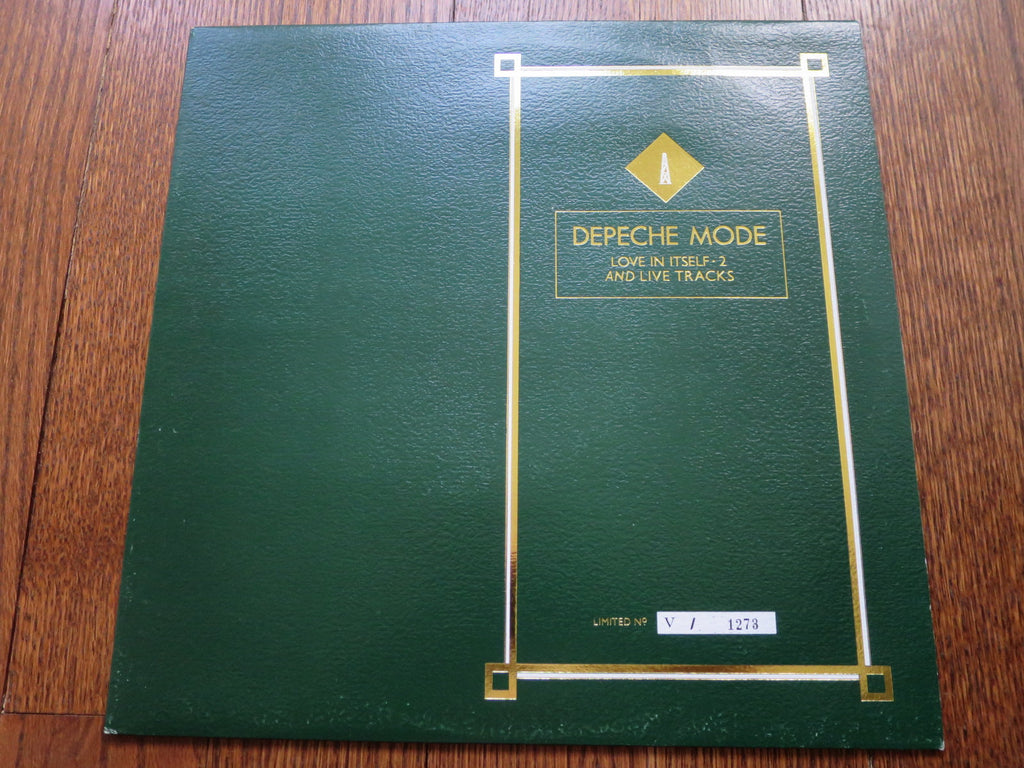 DEPECHE MODE
LOVE IN ITSELF·2
AND LIVE TRACKS
LIMITED Nº V / 1273